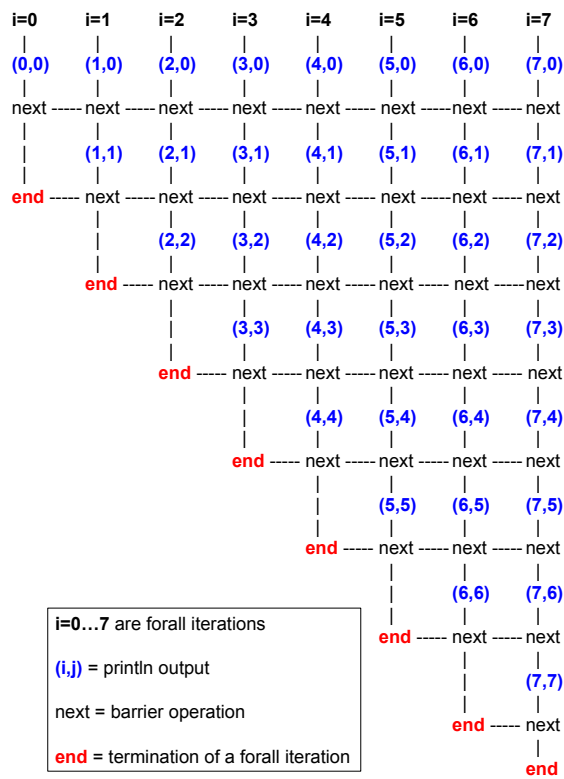 i=0 i=1 i=2 i=3 i=4 i=5 i=6 i=7
(0,0) (1,0) (2,0) (3,0) (4,0) (5,0) (6,0) (7,0)
next ----- next ----- next ----- next ----- next ----- next ----- next ----- next
(1,1) (2,1) (3,1) (4,1) (5,1) (6,1) (7,1)
end ----- next ----- next ----- next ----- next ----- next ----- next ----- next
(2,2) (3,2) (4,2) (5,2) (6,2) (7,2)
end ----- next ----- next ----- next ----- next ----- next ----- next
(3,3) (4,3) (5,3) (6,3) (7,3)
end ----- next ----- next ----- next ----- next ----- next
(4,4) (5,4) (6,4) (7,4)
end ----- next ----- next ----- next ----- next
(5,5) (6,5) (7,5)
end ----- next ----- next ----- next
(6,6) (7,6)
end ----- next ----- next
(7,7)
end ----- next
end
i=0...7 are forall iterations
(i,j) = println output
next = barrier operation
end = termination of a forall iteration